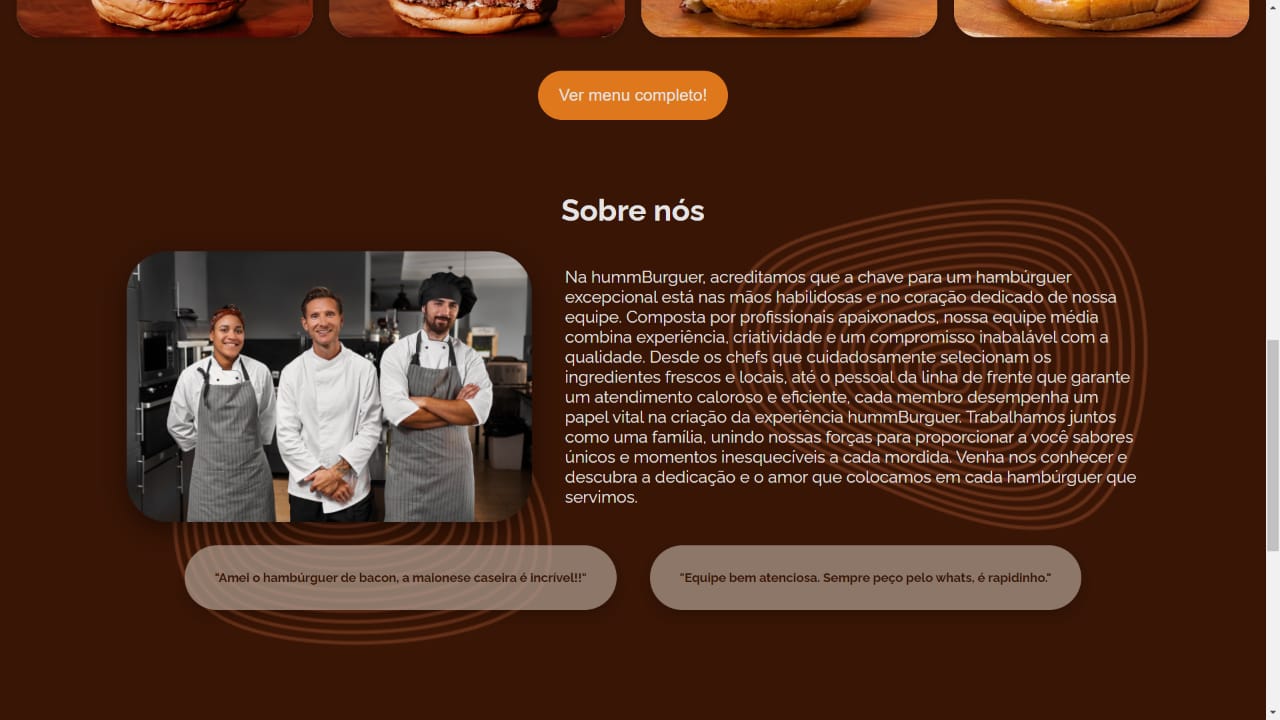 Ver menu completo!
Sobre nós
Na hummBurguer, acreditamos que a chave para um hambúrguer
excepcional está nas mãos habilidosas e no coração dedicado de nossa
equipe. Composta por profissionais apaixonados, nossa equipe média
combina experiência, criatividade e um compromisso inabalável com a
qualidade. Desde os chefs que cuidadosamente selecionam os
ingredientes frescos e locais, até o pessoal da linha de frente que garante
um atendimento caloroso e eficiente, cada membro desempenha um
papel vital na criação da experiência hummBurguer. Trabalhamos juntos
como uma família, unindo nossas forças para proporcionar a você sabores
únicos e momentos inesquecíveis a cada mordida. Venha nos conhecer e
descubra a dedicação e o amor que colocamos em cada hambúrguer que
servimos.
"Amei o hambúrguer de bacon, a maionese caseira é incrível!!"
"Equipe bem atenciosa. Sempre peço pelo whats, é rapidinho."